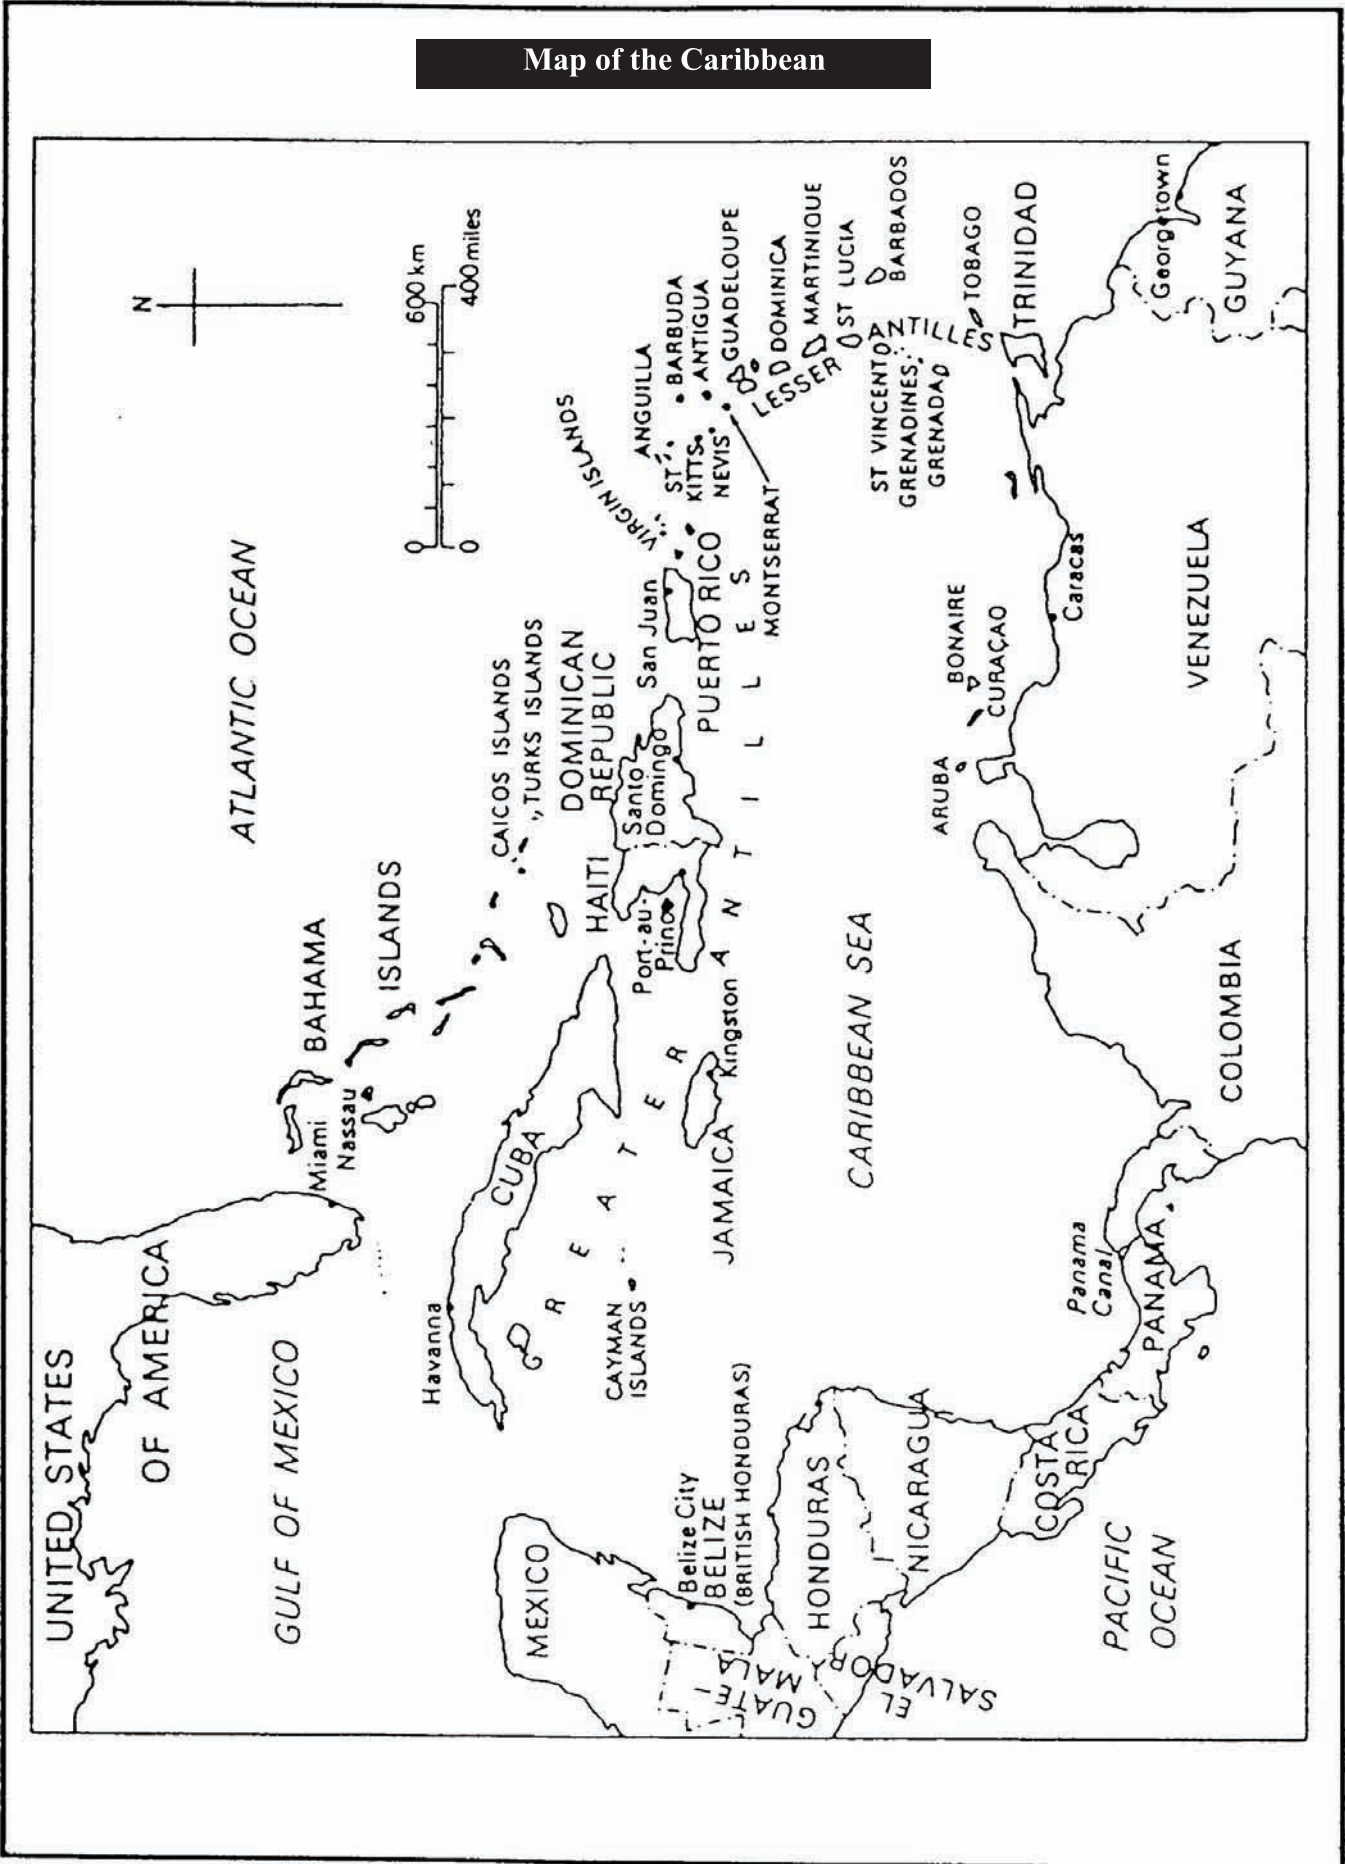 Map of the Caribbean
N
600 km
400 miles
0
0
UNITED STATES
OF AMERICA
GULF OF MEXICO
ATLANTIC OCEAN
Miami
Nassau
BAHAMA
ISLANDS
Havanna
CUBA
CAICOS ISLANDS
TURKS ISLANDS
CAYMAN
ISLANDS
GREATER ANTILLES
JAMAICA
Kingston
HAITI
Port-au-
Prince
DOMINICAN
REPUBLIC
Santo
Domingo
San Juan
PUERTO RICO
VIRGIN ISLANDS
ANGUILLA
ST
KITTS
NEVIS
BARBUDA
ANTIGUA
MONTSERRAT
GUADELOUPE
DOMINICA
MARTINIQUE
ST LUCIA
LESSER ANTILLES
BARBADOS
ST VINCENT
GRENADINES
GRENADA
TOBAGO
TRINIDAD
CARIBBEAN SEA
ARUBA
BONAIRE
CURAÇAO
Caracas
VENEZUELA
Georgetown
GUYANA
COLOMBIA
MEXICO
Belize City
BELIZE
(BRITISH HONDURAS)
GUATE-
MALA
HONDURAS
EL
SALVADOR
NICARAGUA
COSTA
RICA
Panama
Canal
PANAMA
PACIFIC
OCEAN